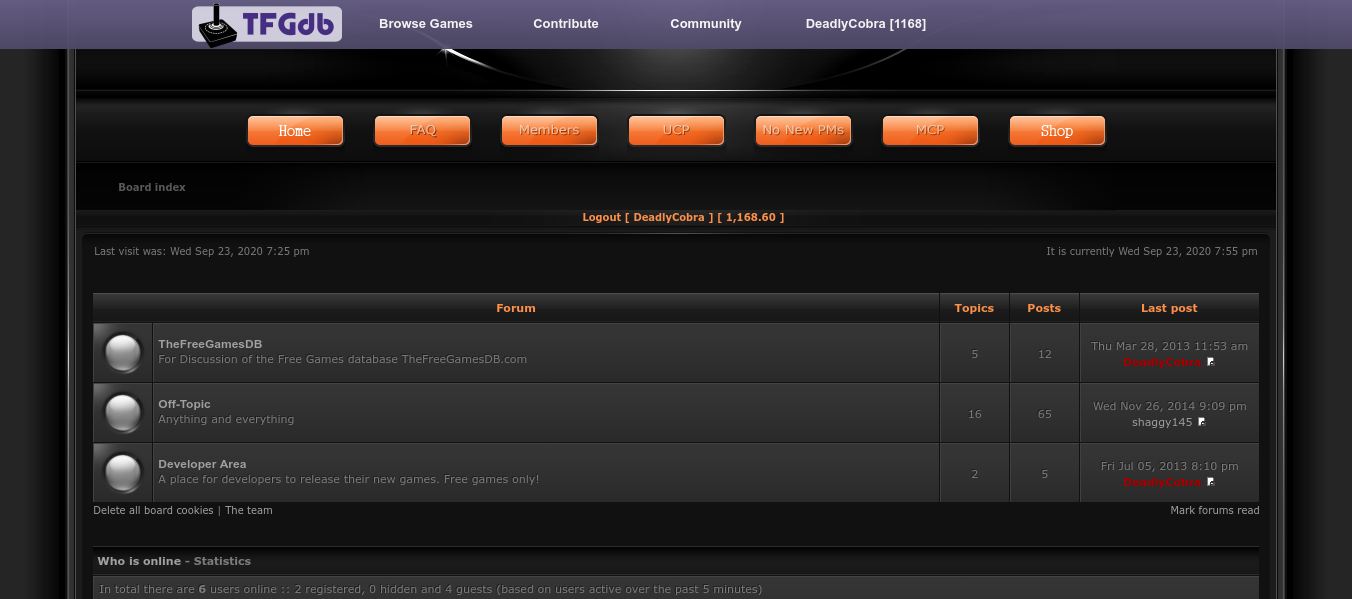 TFGdb Browse Games Contribute Community DeadlyCobra [1168]
Home FAQ Members UCP No New PMs MCP Shop
Board index
Logout [ DeadlyCobra ] [ 1,168.60 ]
Last visit was: Wed Sep 23, 2020 7:25 pm It is currently Wed Sep 23, 2020 7:55 pm
Forum Topics Posts Last post
TheFreeGamesDB
For Discussion of the Free Games database TheFreeGamesDB.com
5 12
Thu Mar 28, 2013 11:53 am
DeadlyCobra
Off-Topic
Anything and everything
16 65
Wed Nov 26, 2014 9:09 pm
shaggy145
Developer Area
A place for developers to release their new games. Free games only!
2 5
Fri Jul 05, 2013 8:10 pm
DeadlyCobra
Delete all board cookies | The team Mark forums read
Who is online - Statistics
In total there are 6 users online :: 2 registered, 0 hidden and 4 guests (based on users active over the past 5 minutes)